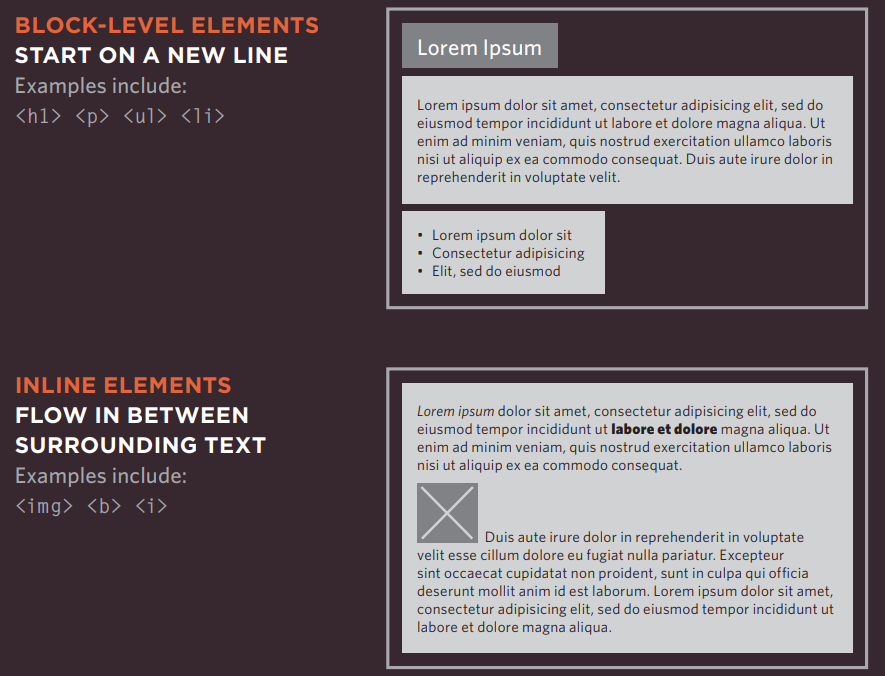 BLOCK-LEVEL ELEMENTS
START ON A NEW LINE
Examples include:
<h1> <p> <ul> <li>
Lorem Ipsum
Lorem ipsum dolor sit amet, consectetur adipisicing elit, sed do
eiusmod tempor incididunt ut labore et dolore magna aliqua. Ut
enim ad minim veniam, quis nostrud exercitation ullamco laboris
nisi ut aliquip ex ea commodo consequat. Duis aute irure dolor in
reprehenderit in voluptate velit.
• Lorem ipsum dolor sit
• Consectetur adipisicing
• Elit, sed do eiusmod
INLINE ELEMENTS
FLOW IN BETWEEN
SURROUNDING TEXT
Examples include:
<img> <b> <i>
Lorem ipsum dolor sit amet, consectetur adipisicing elit, sed do
eiusmod tempor incididunt ut labore et dolore magna aliqua. Ut
enim ad minim veniam, quis nostrud exercitation ullamco laboris
nisi ut aliquip ex ea commodo consequat.
Duis aute irure dolor in reprehenderit in voluptate
velit esse cillum dolore eu fugiat nulla pariatur. Excepteur
sint occaecat cupidatat non proident, sunt in culpa qui officia
deserunt mollit anim id est laborum. Lorem ipsum dolor sit amet,
consectetur adipisicing elit, sed do eiusmod tempor incididunt ut
labore et dolore magna aliqua.